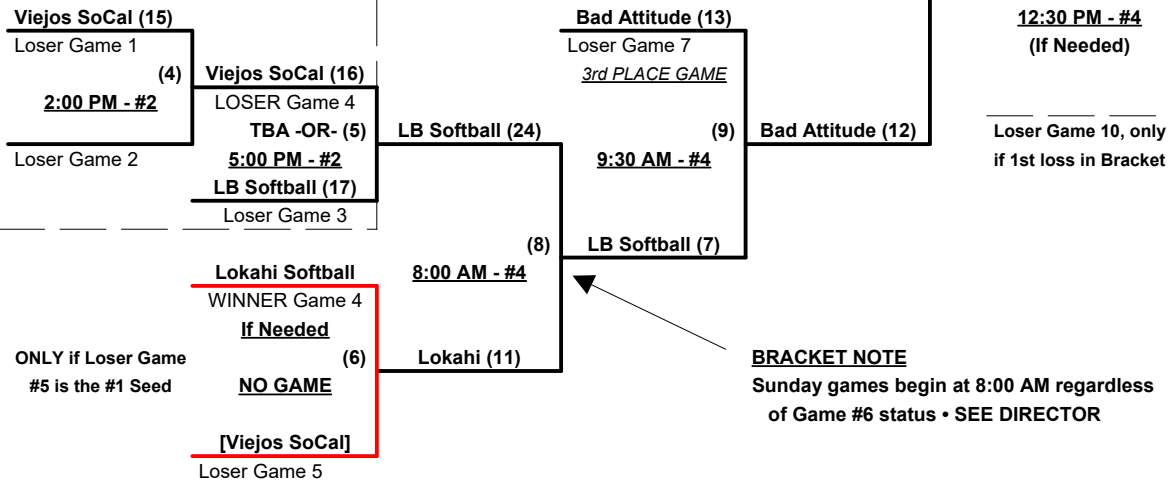 Viejos SoCal (15)
Loser Game 1
(4)
2:00 PM - #2
Loser Game 2
Viejos SoCal (16)
LOSER Game 4
TBA -OR- (5)
5:00 PM - #2
LB Softball (17)
Loser Game 3
LB Softball (24)
Lokahi Softball
WINNER Game 4
If Needed
(6)
NO GAME
[Viejos SoCal]
Loser Game 5
ONLY if Loser Game
#5 is the #1 Seed
(8)
8:00 AM - #4
Lokahi (11)
Bad Attitude (13)
Loser Game 7
3rd PLACE GAME
(9)
9:30 AM - #4
LB Softball (7)
Bad Attitude (12)
12:30 PM - #4
(If Needed)
Loser Game 10, only
if 1st loss in Bracket
BRACKET NOTE
Sunday games begin at 8:00 AM regardless
of Game #6 status • SEE DIRECTOR